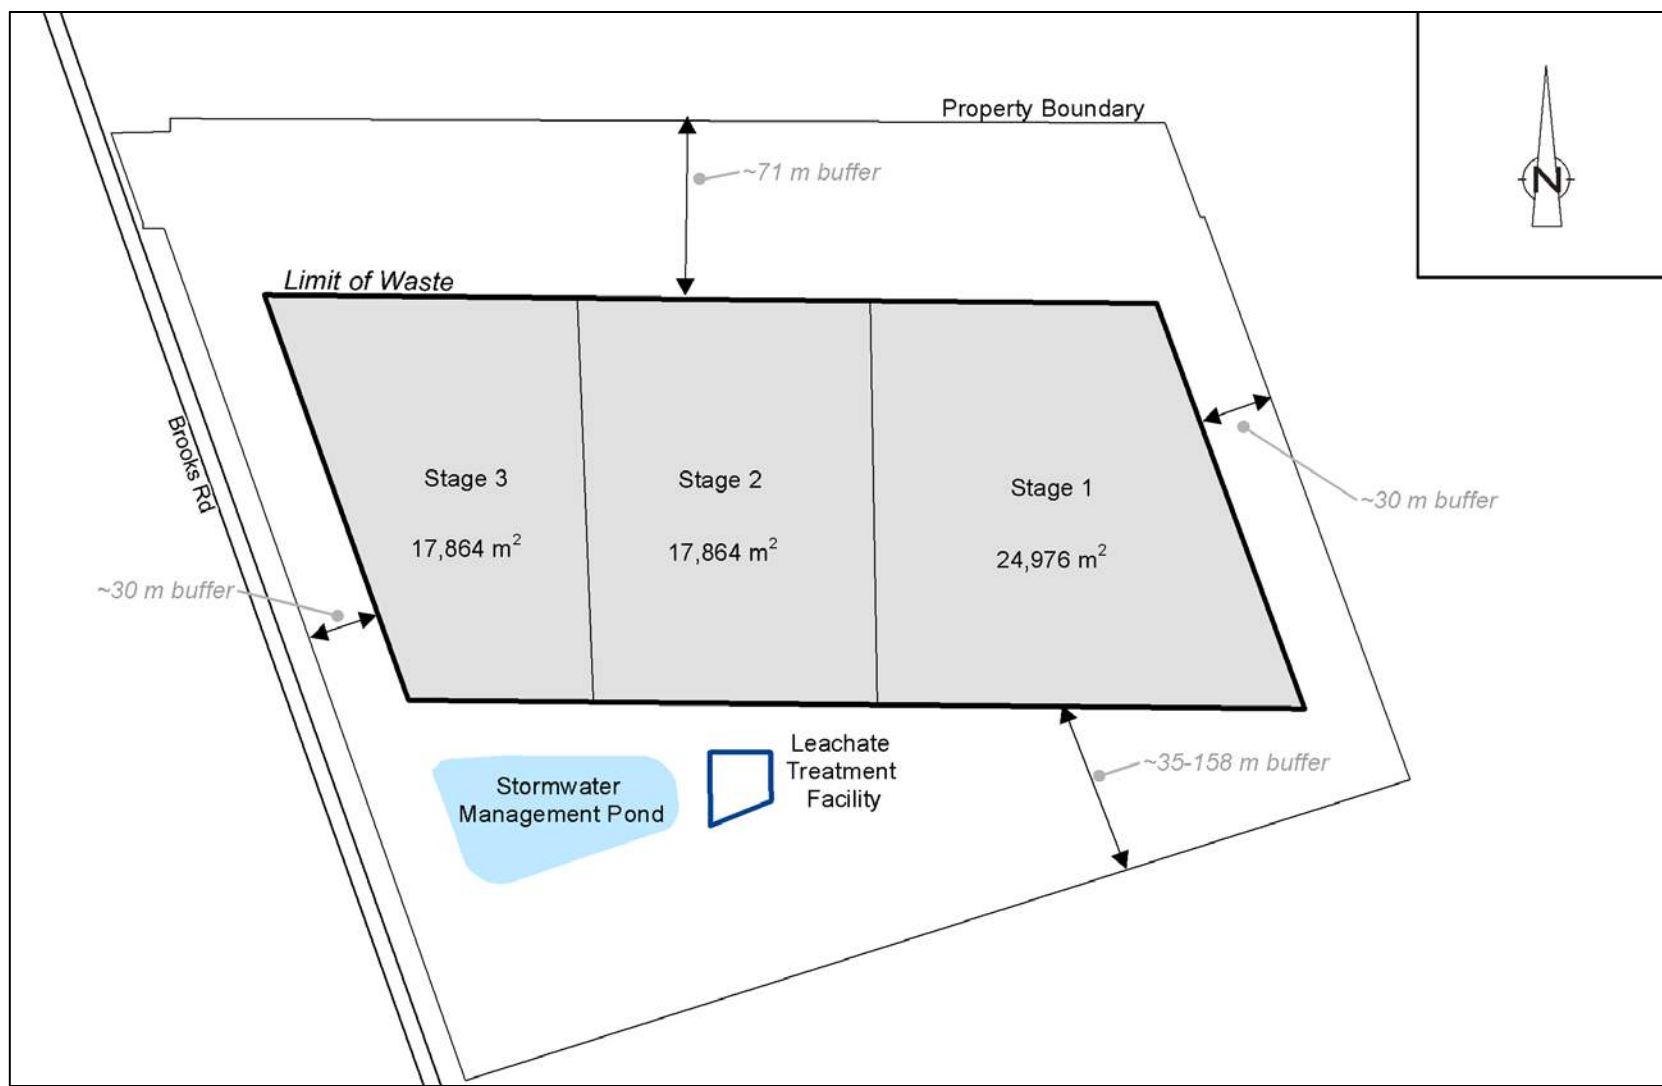 Property Boundary
~71 m buffer
N
Limit of Waste
Brooks Rd
Stage 3
17,864 m²
Stage 2
17,864 m²
Stage 1
24,976 m²
~30 m buffer
~30 m buffer
~35-158 m buffer
Leachate
Treatment
Facility
Stormwater
Management Pond